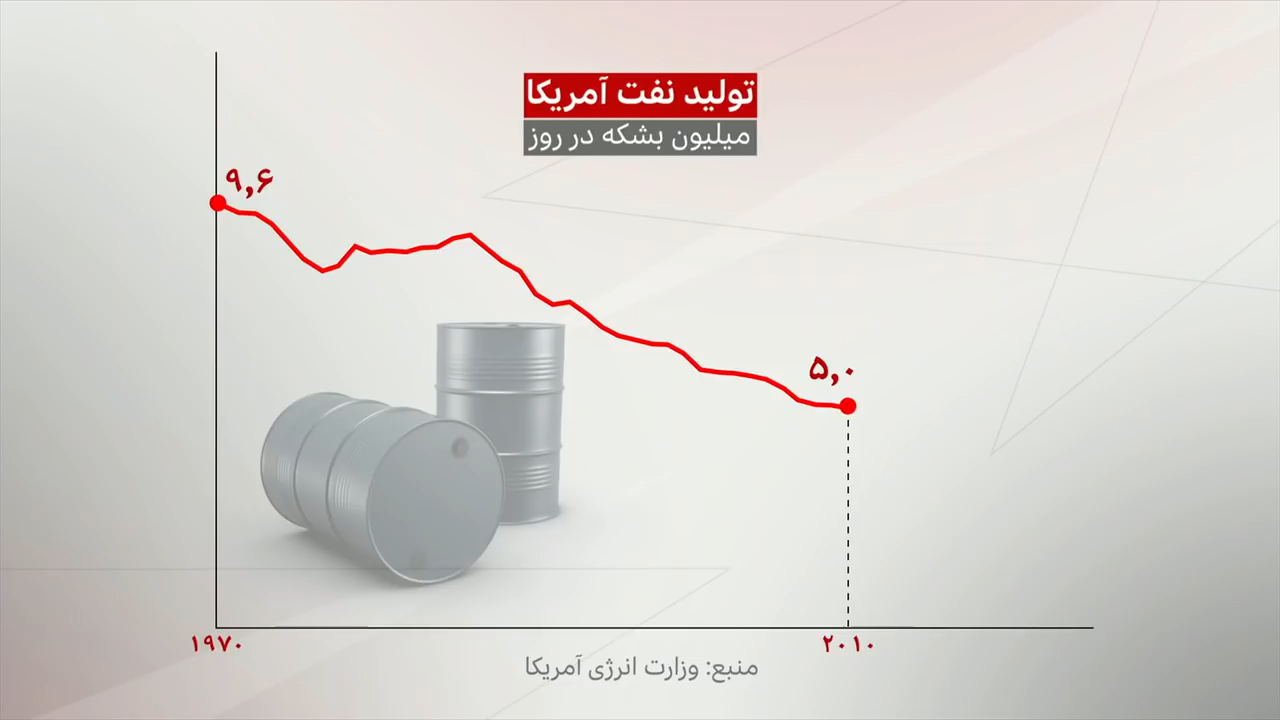 تولید نفت آمریکا
میلیون بشکه در روز
۹,۶
۵,۰
۱۹۷۰
۲۰۱۰
منبع: وزارت انرژی آمریکا